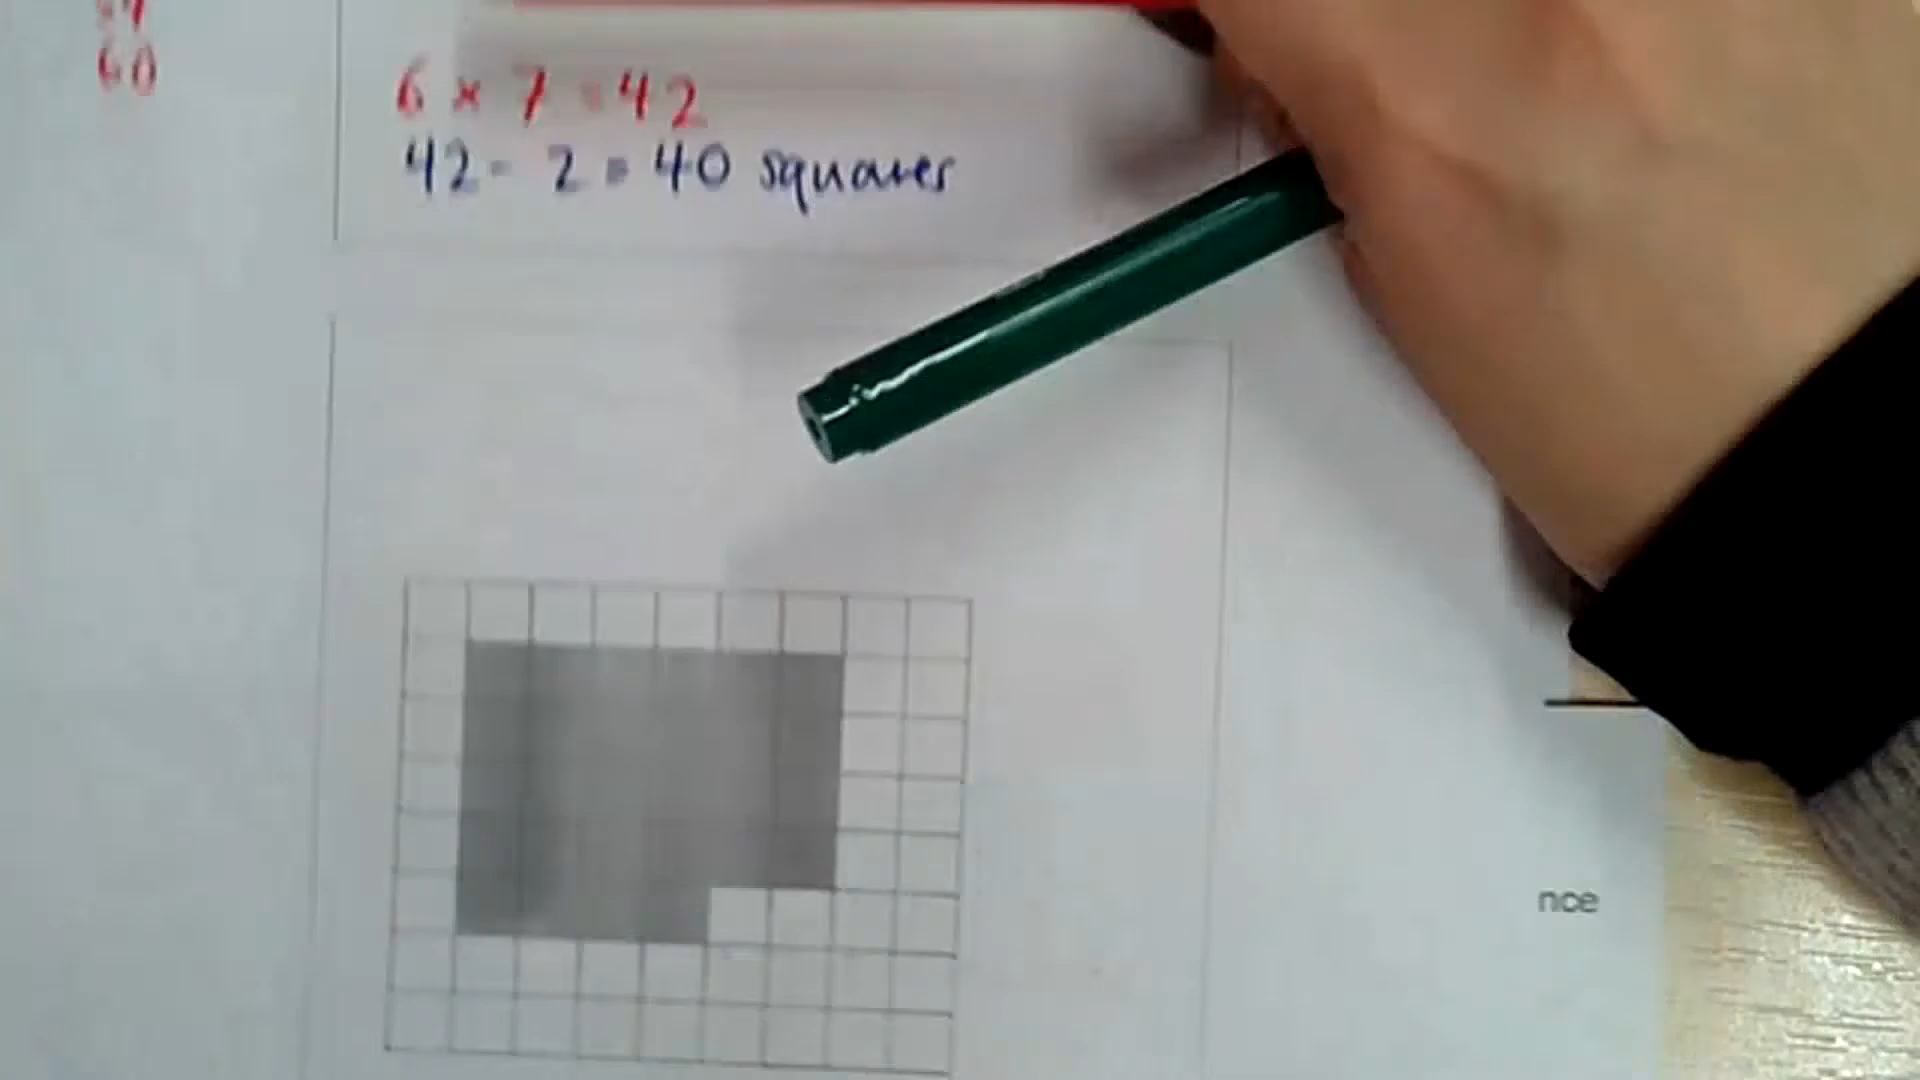 60
6 × 7 = 42
42 - 2 = 40 squares
nce